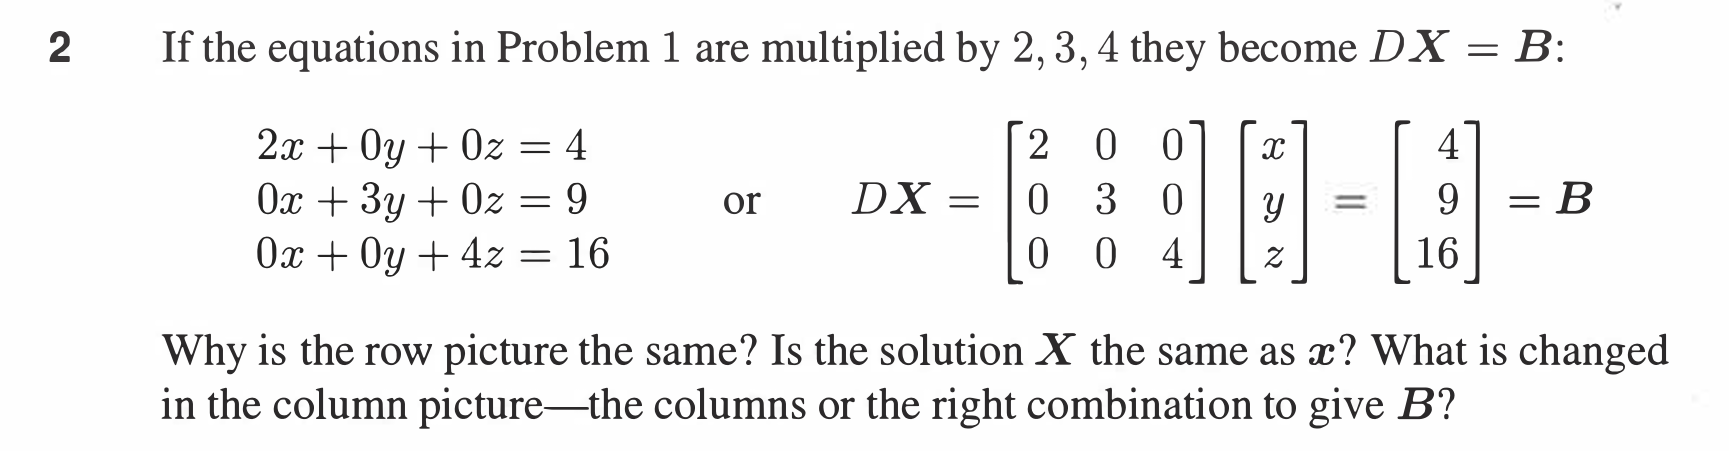 2 If the equations in Problem 1 are multiplied by 2, 3, 4 they become DX = B:
2x + 0y + 0z = 4
0x + 3y + 0z = 9
0x + 0y + 4z = 16
or DX = [2 0 0; 0 3 0; 0 0 4] [x; y; z] = [4; 9; 16] = B
Why is the row picture the same? Is the solution X the same as x? What is changed
in the column picture—the columns or the right combination to give B?